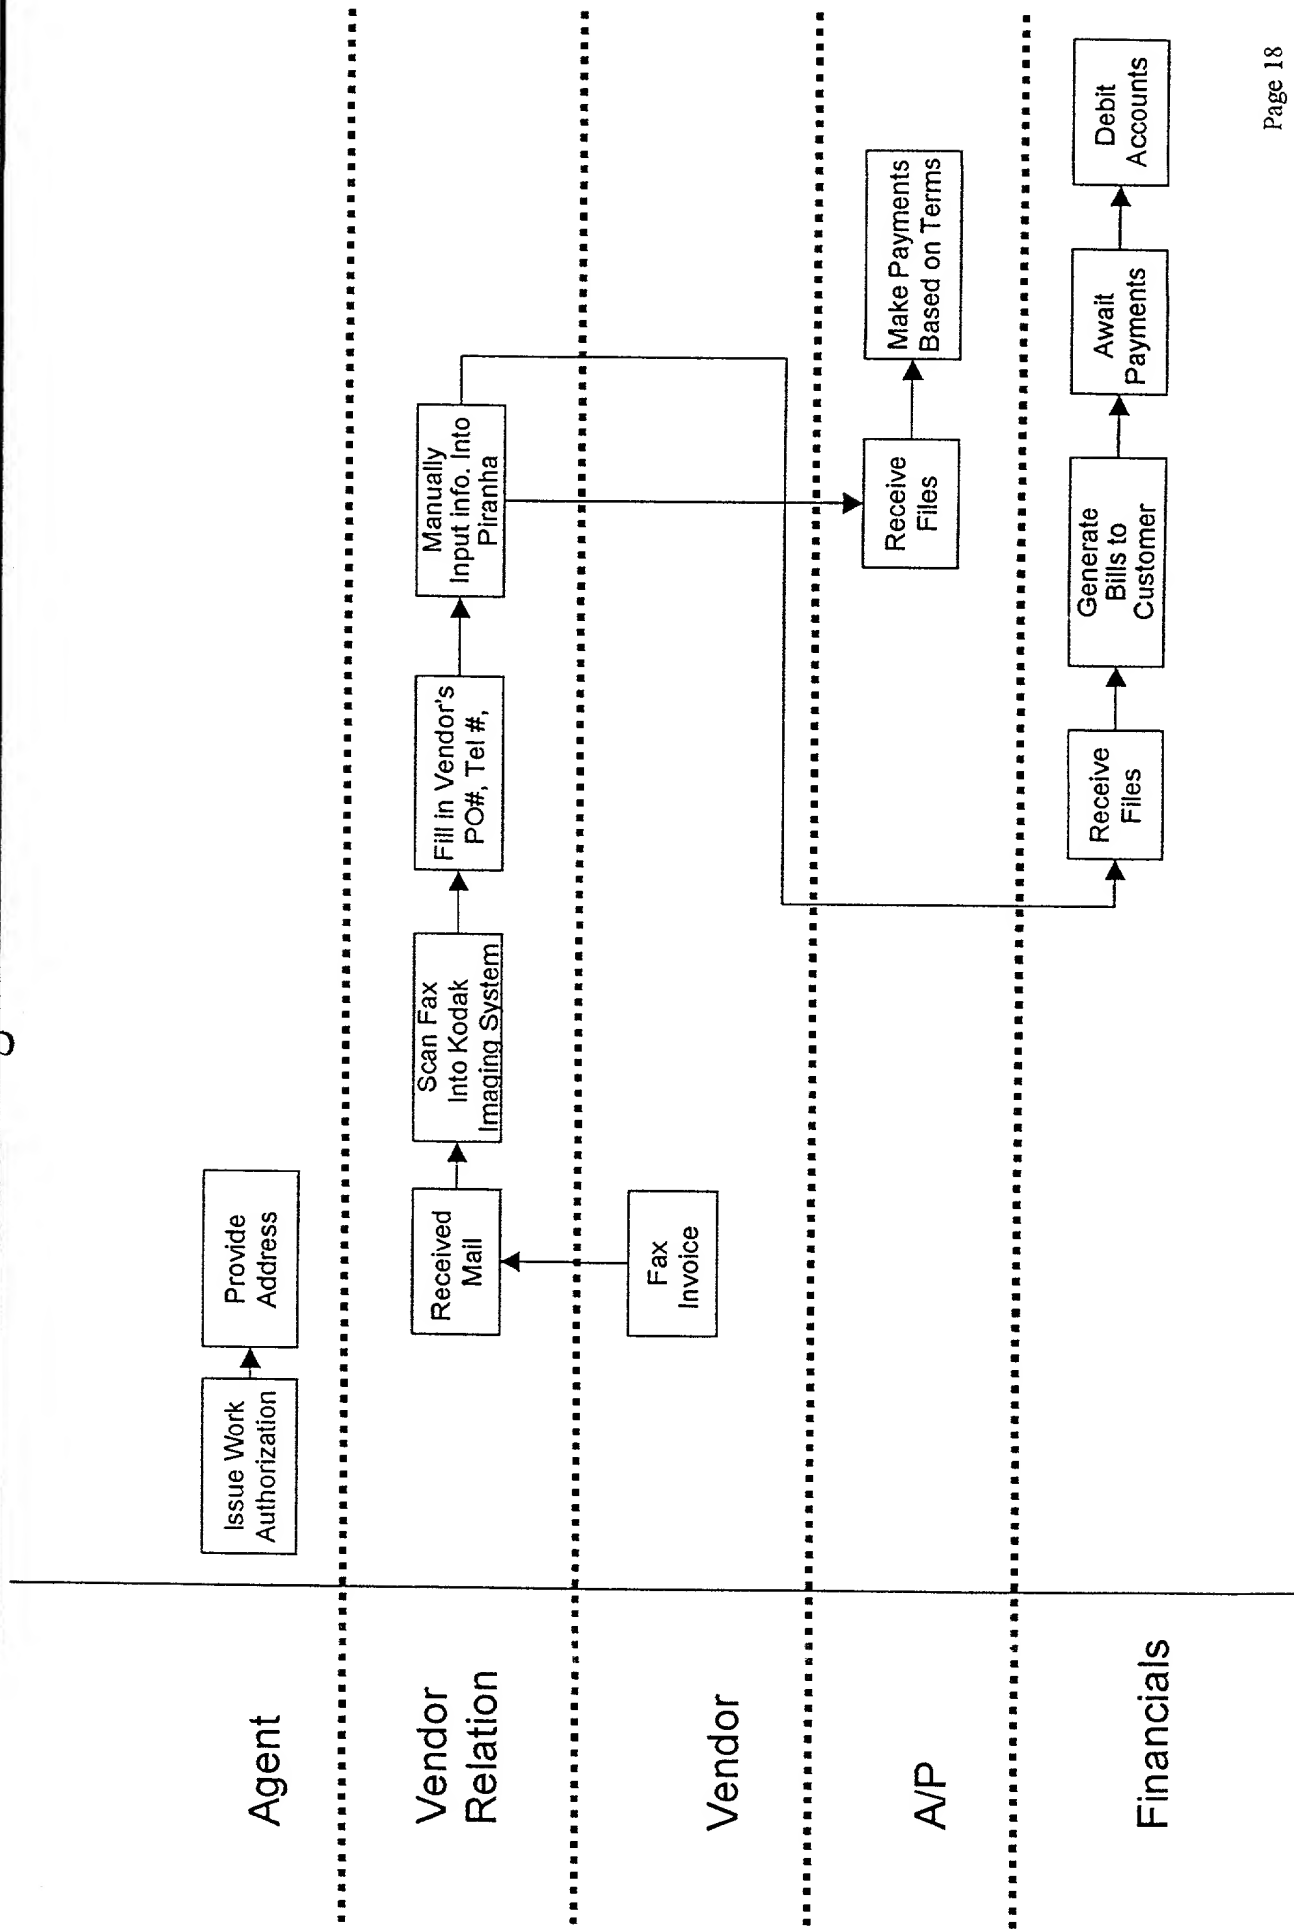 Agent
Issue Work
Authorization
Provide
Address
Vendor
Relation
Received
Mail
Scan Fax
Into Kodak
Imaging System
Fill in Vendor's
PO#, Tel #,
Manually
Input info. Into
Piranha
Vendor
Fax
Invoice
A/P
Receive
Files
Make Payments
Based on Terms
Financials
Receive
Files
Generate
Bills to
Customer
Await
Payments
Debit
Accounts
Page 18